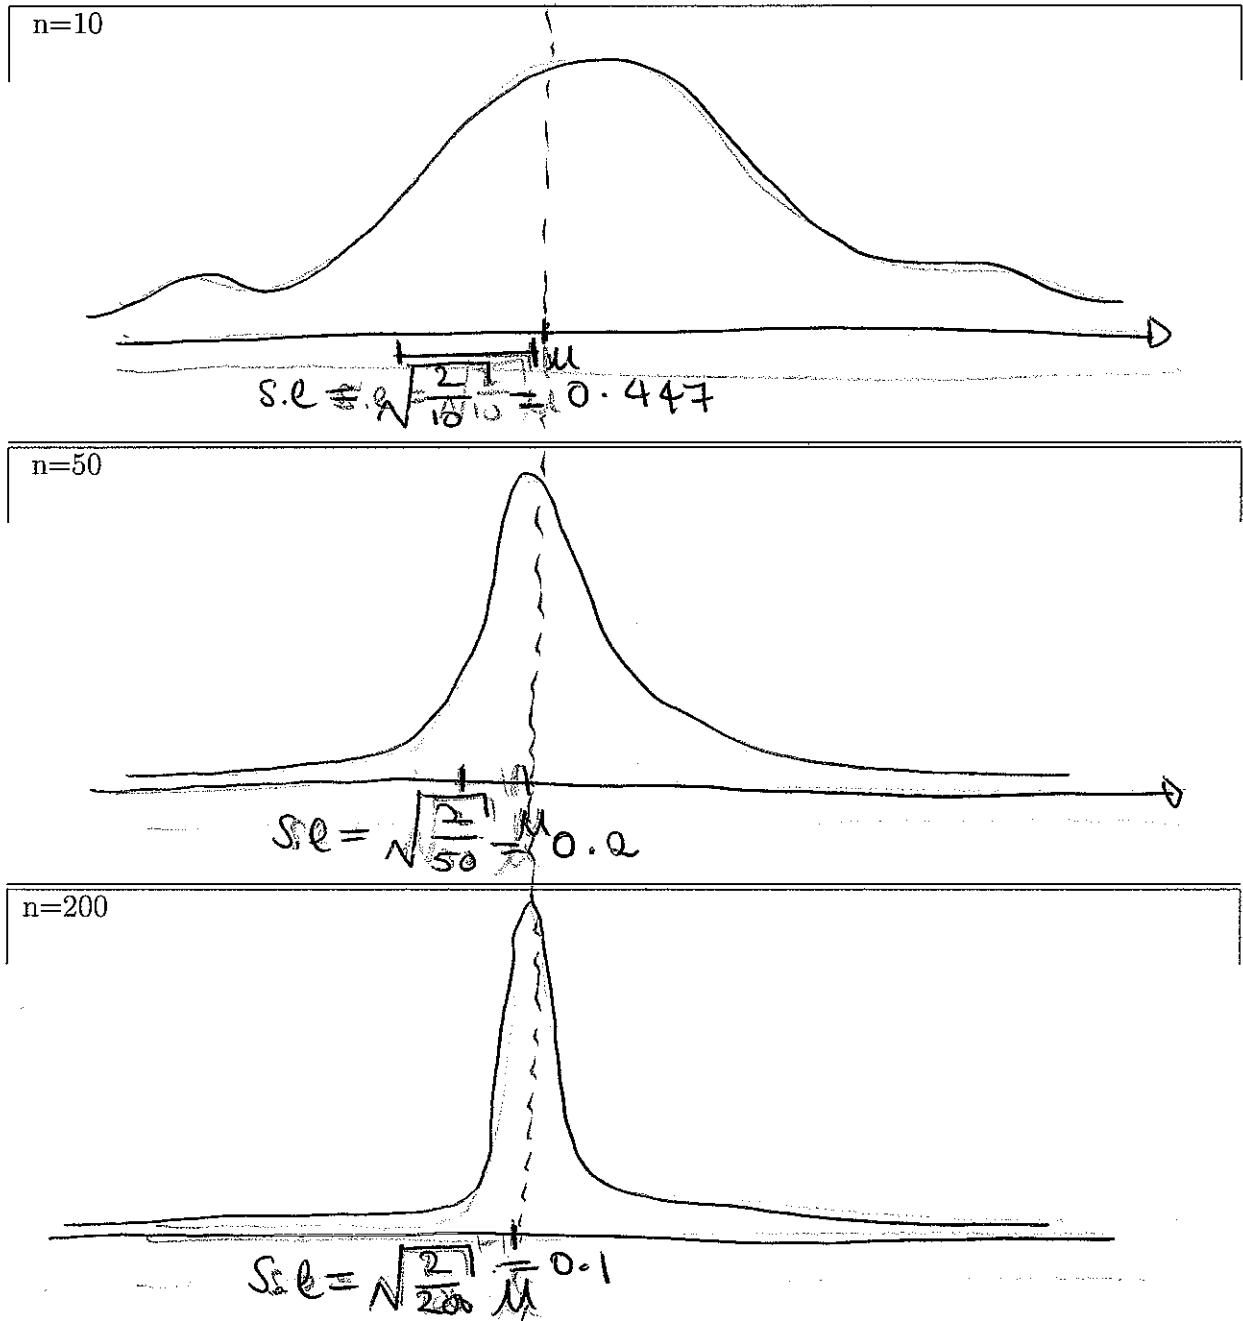 n=10
μ
s.e = √2/10 = 0.447
n=50
μ
s.e = √2/50 = 0.2
n=200
s.e = √2/200 = 0.1
μ